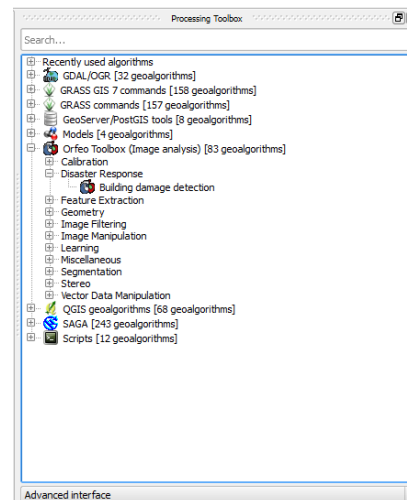 Processing Toolbox
Search...
Recently used algorithms
GDAL/OGR [32 geoalgorithms]
GRASS GIS 7 commands [158 geoalgorithms]
GRASS commands [157 geoalgorithms]
GeoServer/PostGIS tools [8 geoalgorithms]
Models [4 geoalgorithms]
Orfeo Toolbox (Image analysis) [83 geoalgorithms]
Calibration
Disaster Response
Building damage detection
Feature Extraction
Geometry
Image Filtering
Image Manipulation
Learning
Miscellaneous
Segmentation
Stereo
Vector Data Manipulation
QGIS geoalgorithms [68 geoalgorithms]
SAGA [243 geoalgorithms]
Scripts [12 geoalgorithms]
Advanced interface